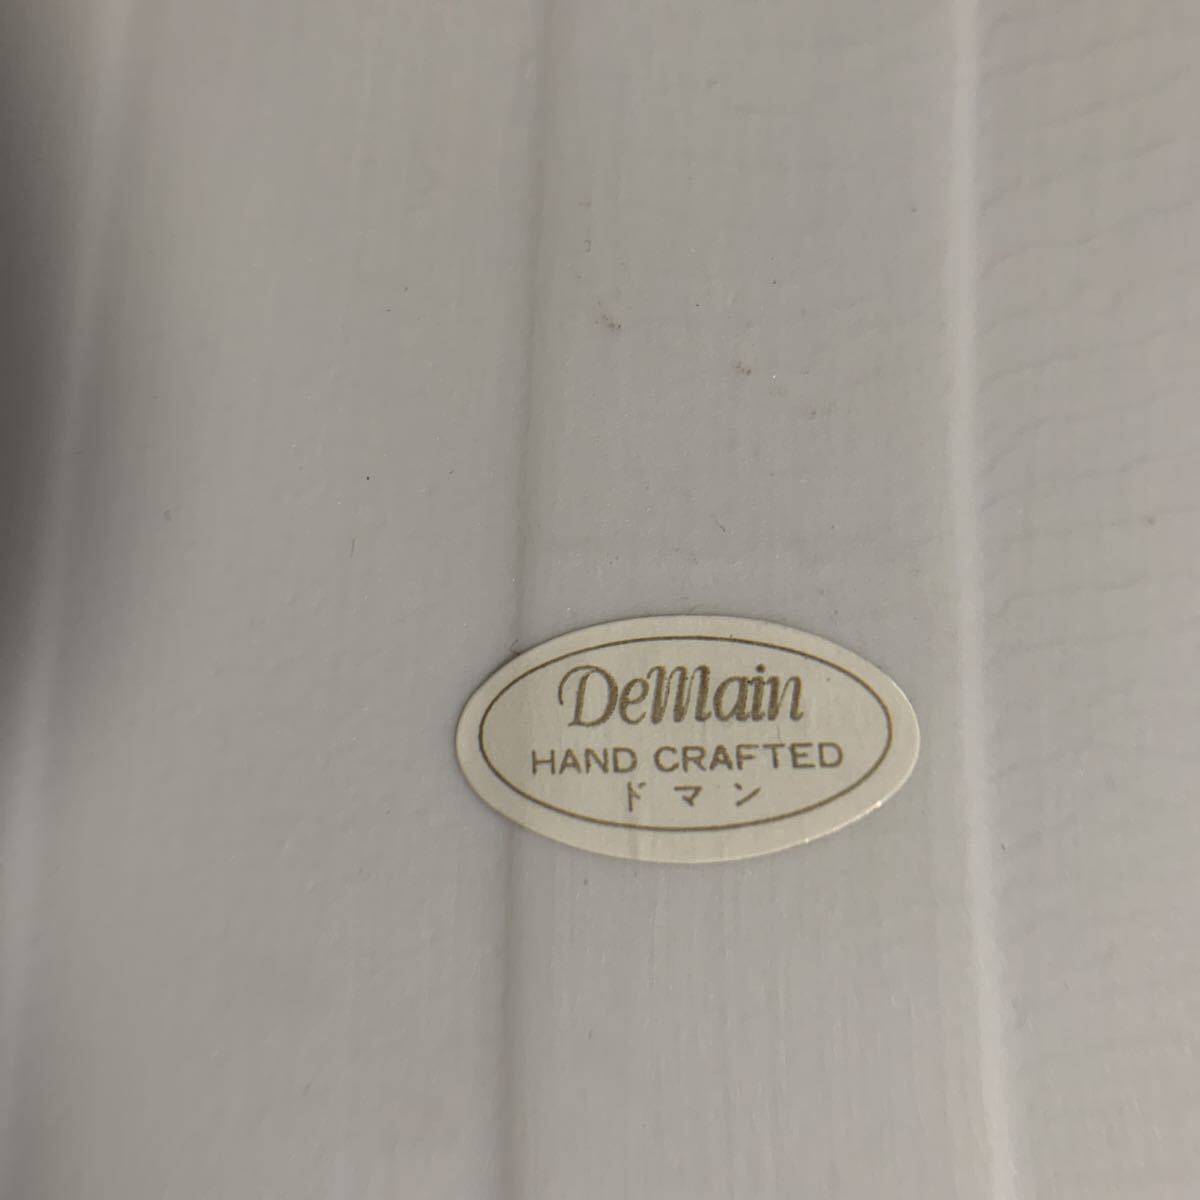 DeMain
HAND CRAFTED
ドマン